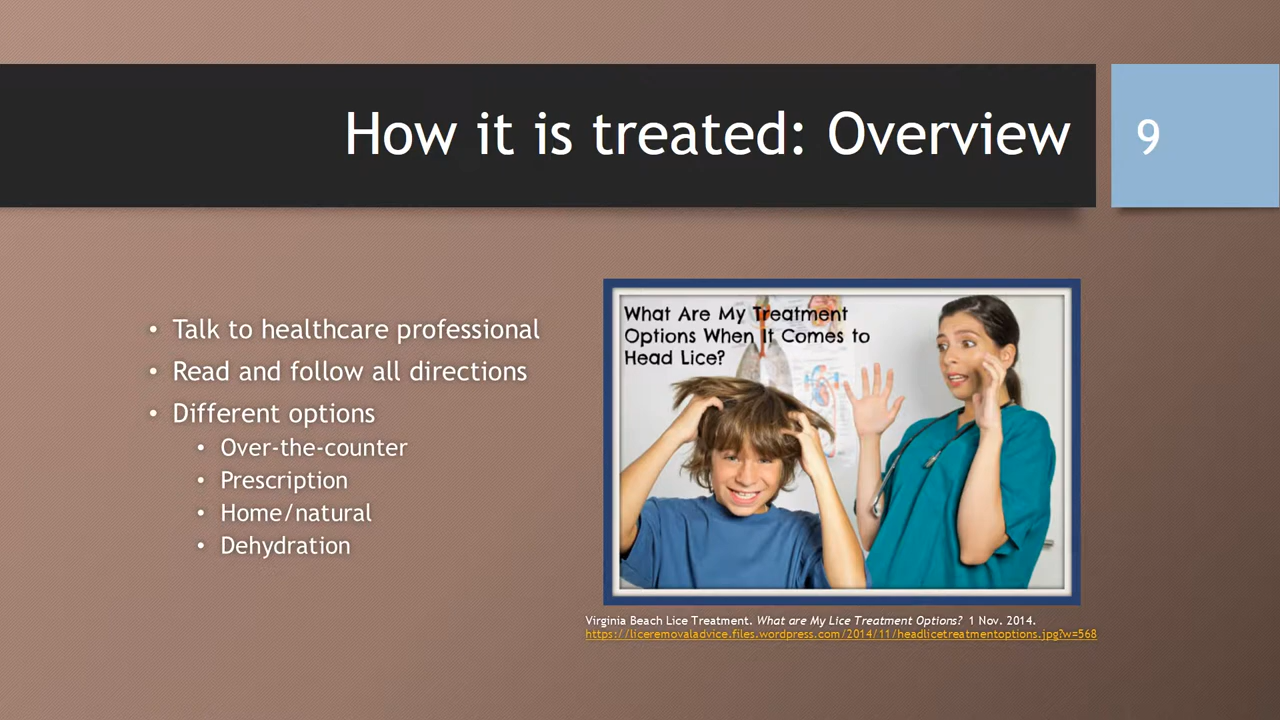 How it is treated: Overview
9
• Talk to healthcare professional
• Read and follow all directions
• Different options
• Over-the-counter
• Prescription
• Home/natural
• Dehydration
What Are My Treatment
Options When It Comes to
Head Lice?
Virginia Beach Lice Treatment. What are My Lice Treatment Options? 1 Nov. 2014.
https://liceremovaladvice.files.wordpress.com/2014/11/headlicetreatmentoptions.jpg?w=568